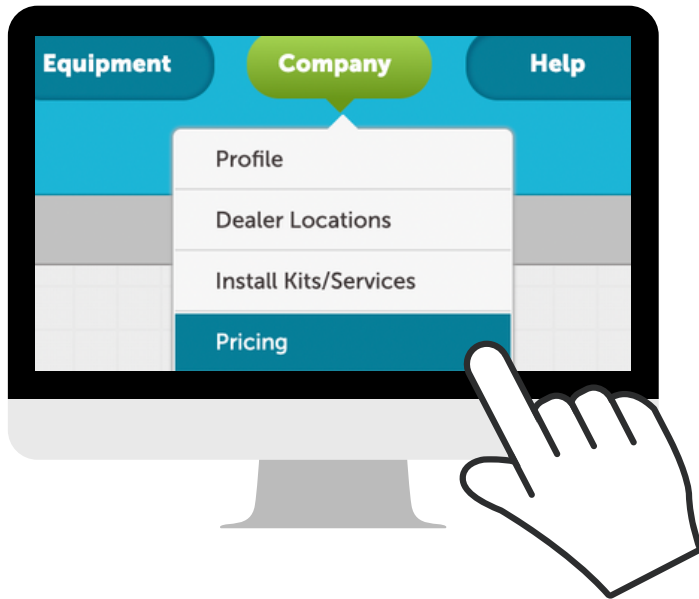 Equipment
Company
Help
Profile
Dealer Locations
Install Kits/Services
Pricing